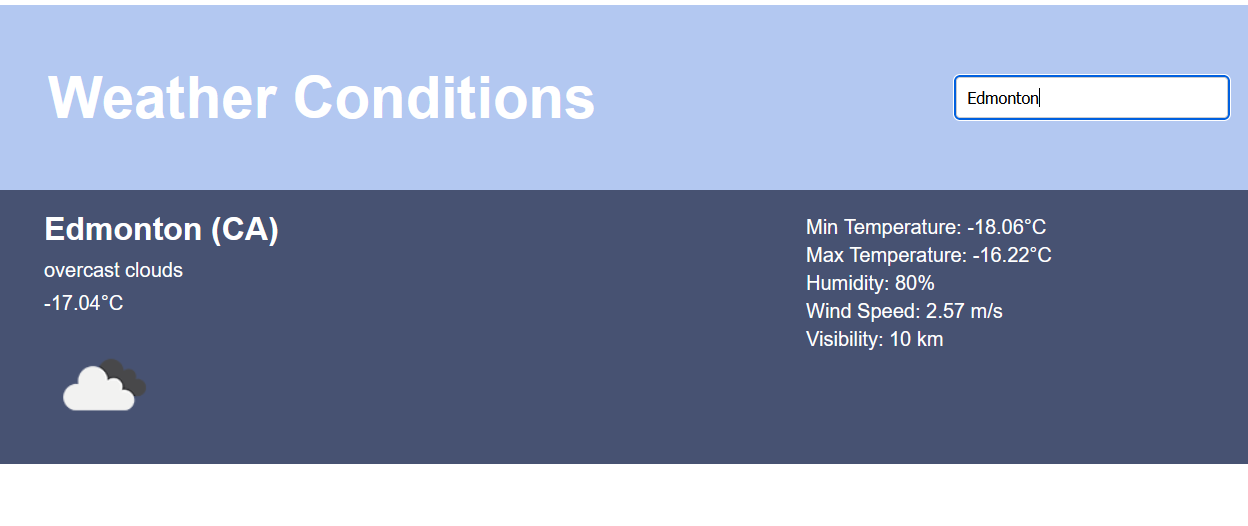 Weather Conditions
Edmonton
Edmonton (CA)
overcast clouds
-17.04°C
Min Temperature: -18.06°C
Max Temperature: -16.22°C
Humidity: 80%
Wind Speed: 2.57 m/s
Visibility: 10 km